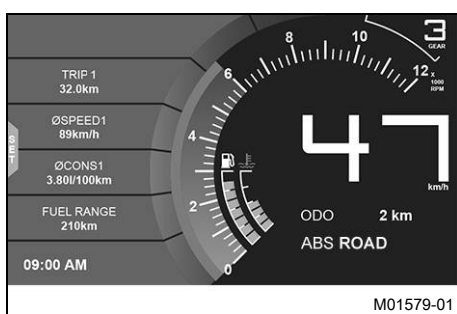 TRIP 1
32.0km
ØSPEED1
89km/h
ØCONS1
3.80l/100km
FUEL RANGE
210km
09:00 AM
SET
0
2
4
6
8
10
12
x
1000
RPM
3
GEAR
47
km/h
ODO 2 km
ABS ROAD
M01579-01